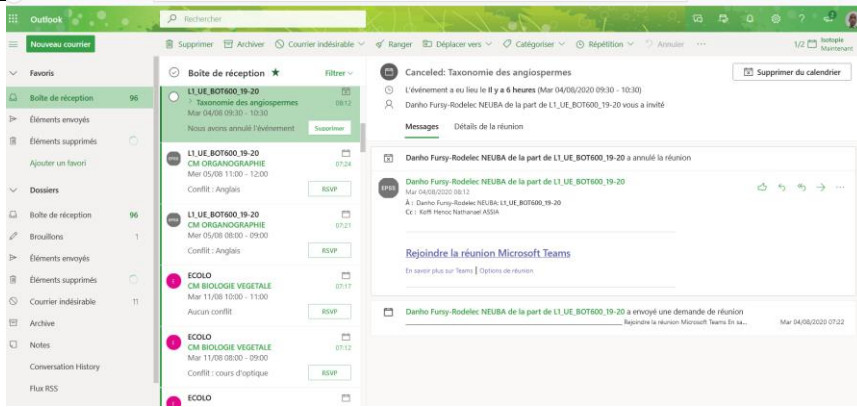 Outlook
Rechercher
Nouveau courrier
Supprimer
Archiver
Courrier indésirable
Ranger
Déplacer vers
Catégoriser
Répétition
Annuler
1/2
Isotopie
Maintenant
Favoris
Boîte de réception 96
Éléments envoyés
Éléments supprimés
Ajouter un favori
Dossiers
Boîte de réception 96
Brouillons 1
Éléments envoyés
Éléments supprimés
Courrier indésirable 11
Archive
Notes
Conversation History
Flux RSS
Boîte de réception ★ Filtrer
L1_UE_BOT600_19-20
Taxonomie des angiospermes 08:12
Mar 04/08 09:30 - 10:30
Nous avons annulé l'événement Supprimer
EPSS
L1_UE_BOT600_19-20
CM ORGANOGRAPHIE 07:24
Mer 05/08 11:00 - 12:00
Conflit : Anglais RSVP
EPSS
L1_UE_BOT600_19-20
CM ORGANOGRAPHIE 07:21
Mer 05/08 08:00 - 09:00
Conflit : Anglais RSVP
E
ECOLO
CM BIOLOGIE VEGETALE 07:17
Mar 11/08 10:00 - 11:00
Aucun conflit RSVP
E
ECOLO
CM BIOLOGIE VEGETALE 07:12
Mar 11/08 08:00 - 09:00
Conflit : cours d'optique RSVP
ECOLO
Canceled: Taxonomie des angiospermes
Supprimer du calendrier
L'événement a eu lieu le Il y a 6 heures (Mar 04/08/2020 09:30 - 10:30)
Danho Fursy-Rodelec NEUBA de la part de L1_UE_BOT600_19-20 vous a invité
Messages Détails de la réunion
Danho Fursy-Rodelec NEUBA de la part de L1_UE_BOT600_19-20 a annulé la réunion
EPSS
Danho Fursy-Rodelec NEUBA de la part de L1_UE_BOT600_19-20
Mar 04/08/2020 08:12
À : Danho Fursy-Rodelec NEUBA; L1_UE_BOT600_19-20
Cc : Koffi Henoc Nathanael ASSIA
Rejoindre la réunion Microsoft Teams
En savoir plus sur Teams | Options de réunion
Danho Fursy-Rodelec NEUBA de la part de L1_UE_BOT600_19-20 a envoyé une demande de réunion
Rejoindre la réunion Microsoft Teams En sa... Mar 04/08/2020 07:22